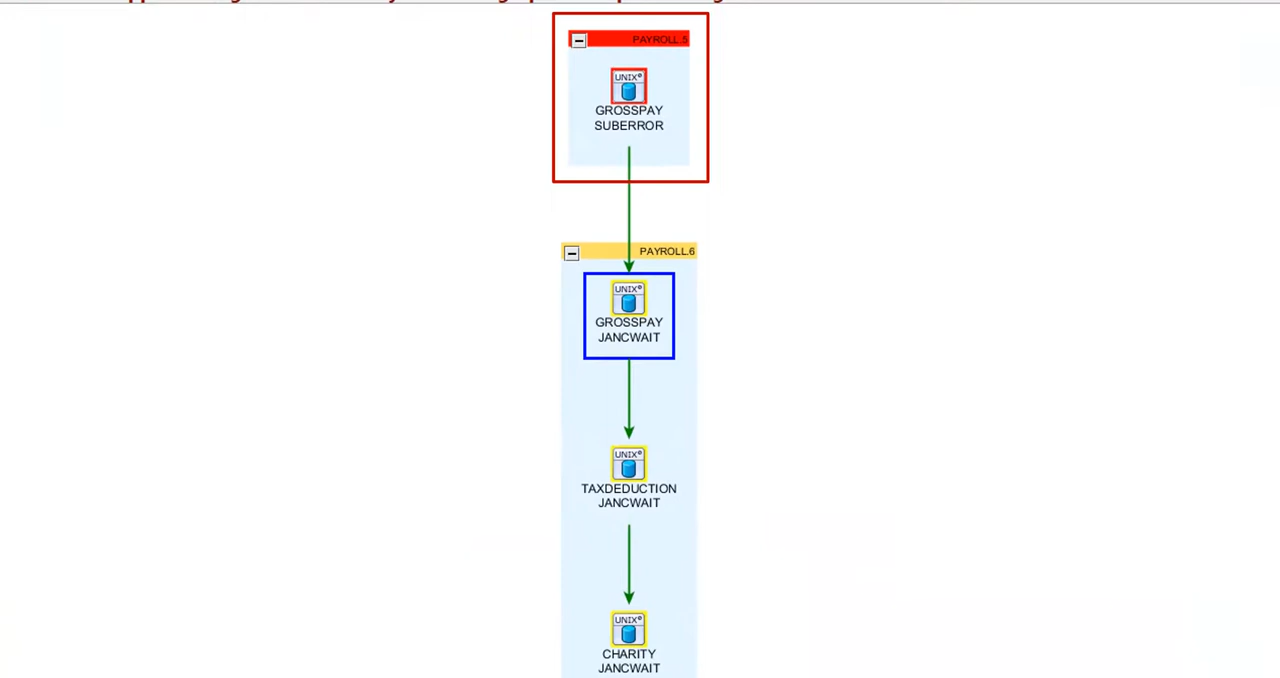 PAYROLL.5
UNIX®
GROSSPAY
SUBERROR
PAYROLL.6
UNIX®
GROSSPAY
JANCWAIT
UNIX®
TAXDEDUCTION
JANCWAIT
UNIX®
CHARITY
JANCWAIT